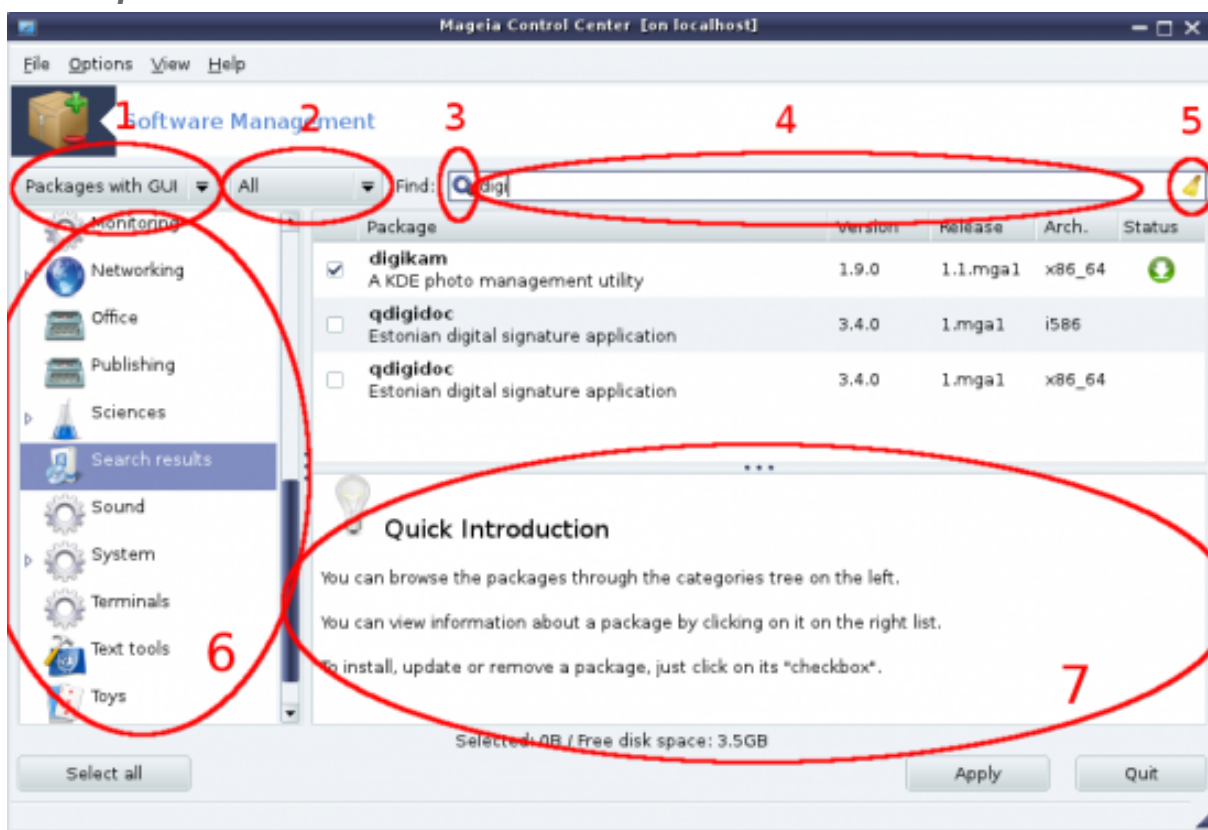 Mageia Control Center [on localhost]
File Options View Help
1 2 3 4 5
Software Management
Packages with GUI All Find: digi
Package Version Release Arch. Status
Monitoring
Networking
Office
Publishing
Sciences
Search results
Sound
System
Terminals
Text tools
Toys
6
digikam 1.9.0 1.1.mga1 x86_64
A KDE photo management utility
qdigidoc 3.4.0 1.mga1 i586
Estonian digital signature application
qdigidoc 3.4.0 1.mga1 x86_64
Estonian digital signature application
Quick Introduction
You can browse the packages through the categories tree on the left.
You can view information about a package by clicking on it on the right list.
To install, update or remove a package, just click on its "checkbox".
7
Selected: 0B / Free disk space: 3.5GB
Select all Apply Quit